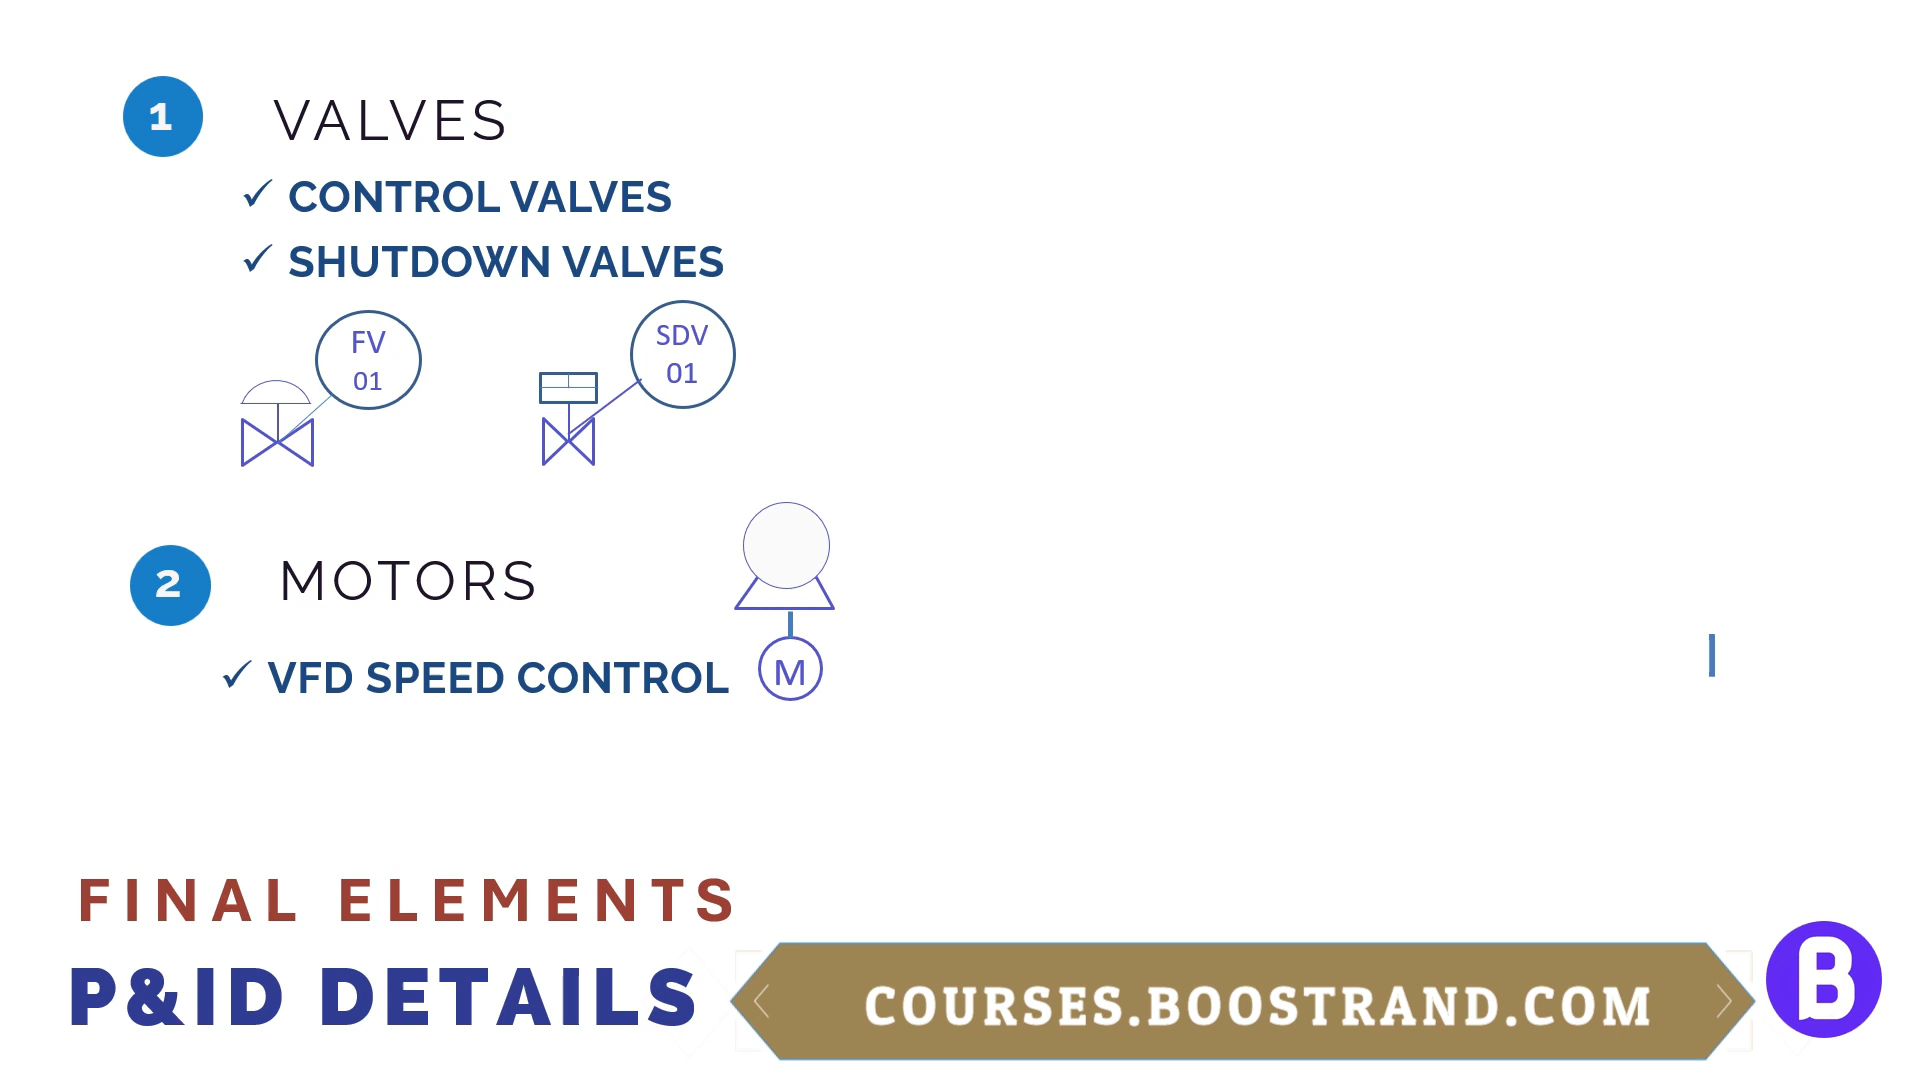 1
VALVES
✓ CONTROL VALVES
✓ SHUTDOWN VALVES
FV
01
SDV
01
2
MOTORS
✓ VFD SPEED CONTROL
M
FINAL ELEMENTS
P&ID DETAILS
COURSES.BOOSTRAND.COM
B